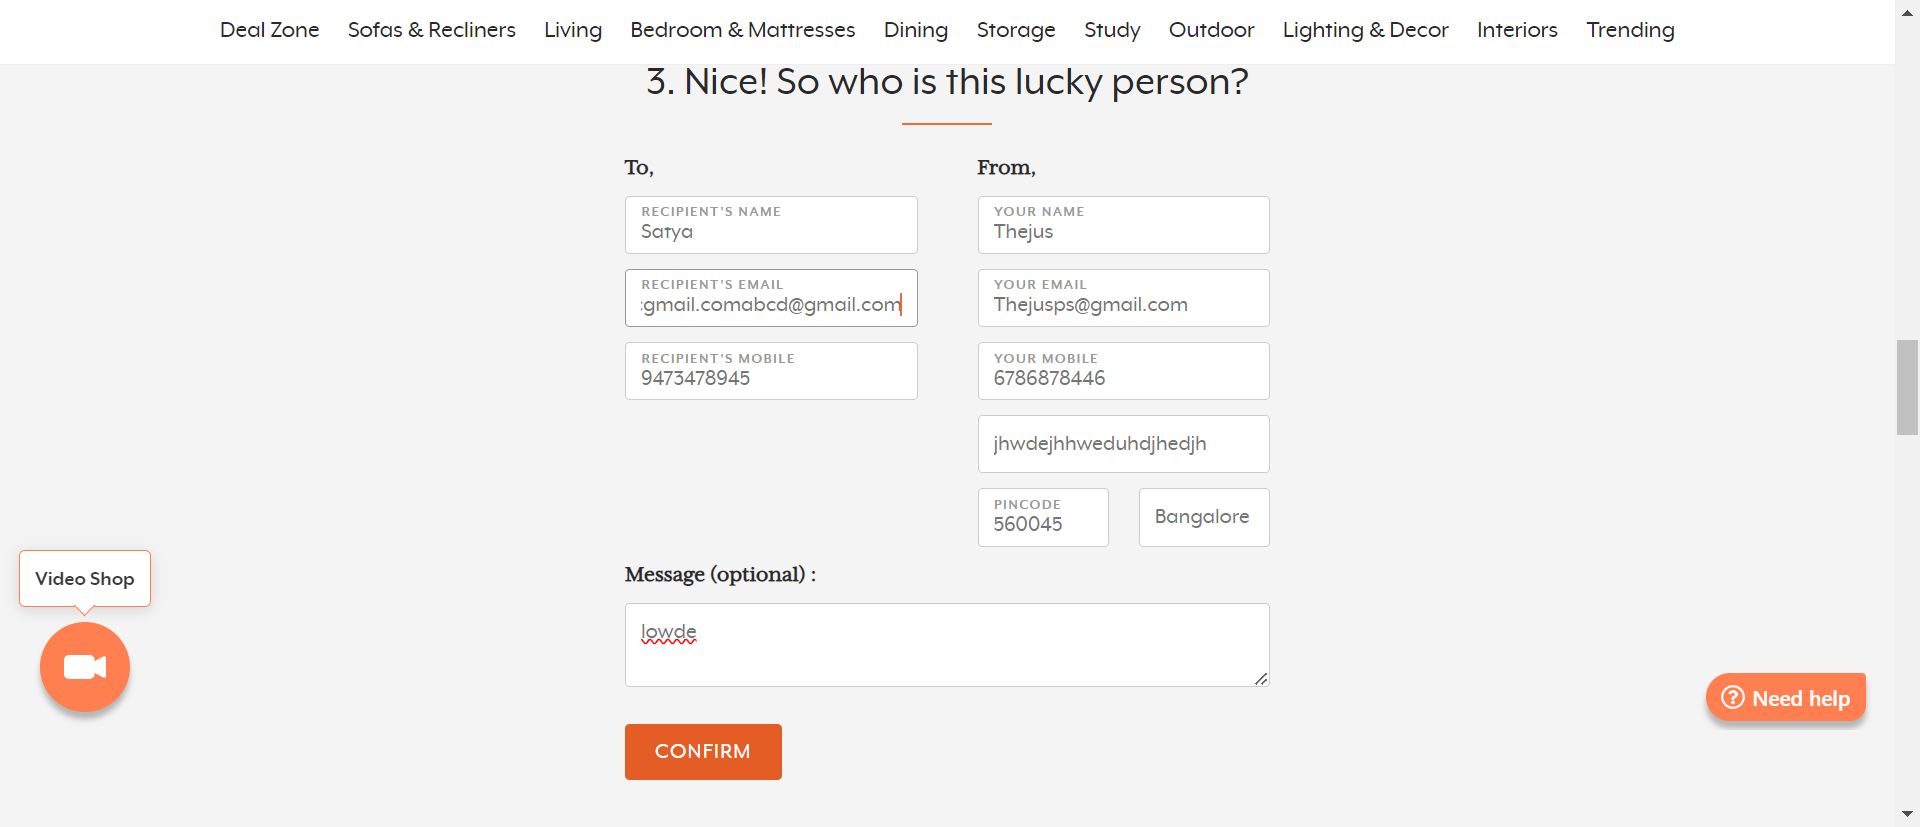 Deal Zone Sofas & Recliners Living Bedroom & Mattresses Dining Storage Study Outdoor Lighting & Decor Interiors Trending
3. Nice! So who is this lucky person?
To,
RECIPIENT'S NAME
Satya
RECIPIENT'S EMAIL
gmail.comabcd@gmail.com
RECIPIENT'S MOBILE
9473478945
From,
YOUR NAME
Thejus
YOUR EMAIL
Thejusps@gmail.com
YOUR MOBILE
6786878446
jhwdejhhweduhdjhedjh
PINCODE
560045
Bangalore
Message (optional) :
lowde
CONFIRM
Video Shop
Need help